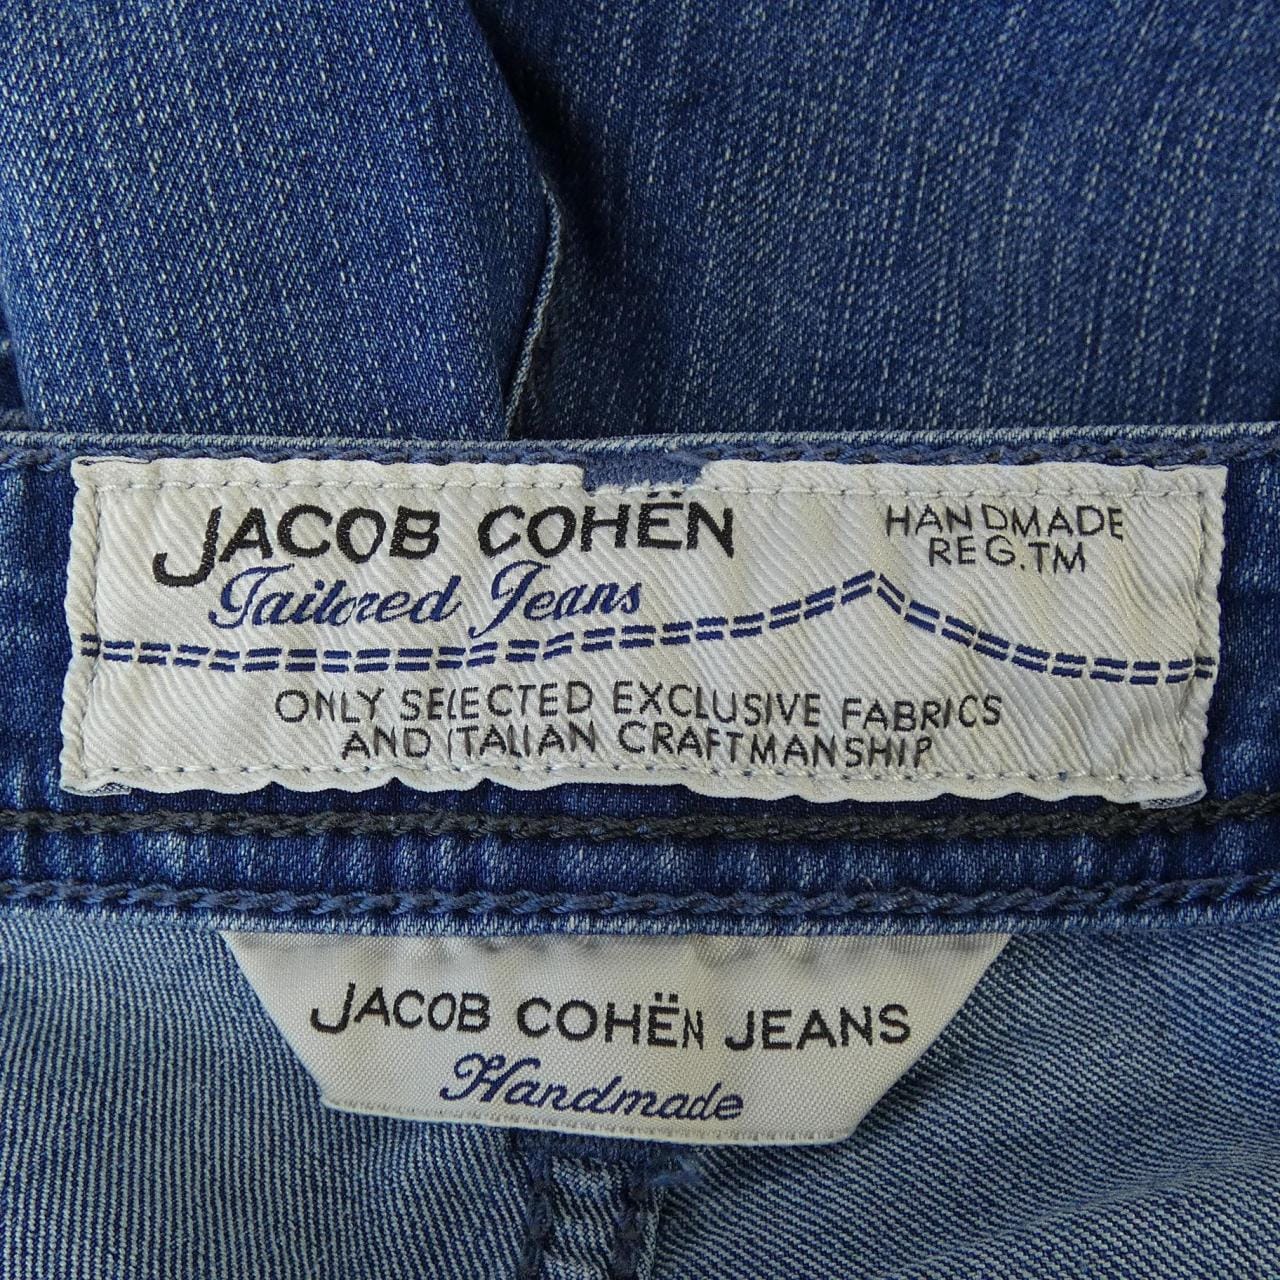 JACOB COHËN
HANDMADE
REG.TM
Tailored Jeans
ONLY SELECTED EXCLUSIVE FABRICS
AND ITALIAN CRAFTMANSHIP
JACOB COHËN JEANS
Handmade